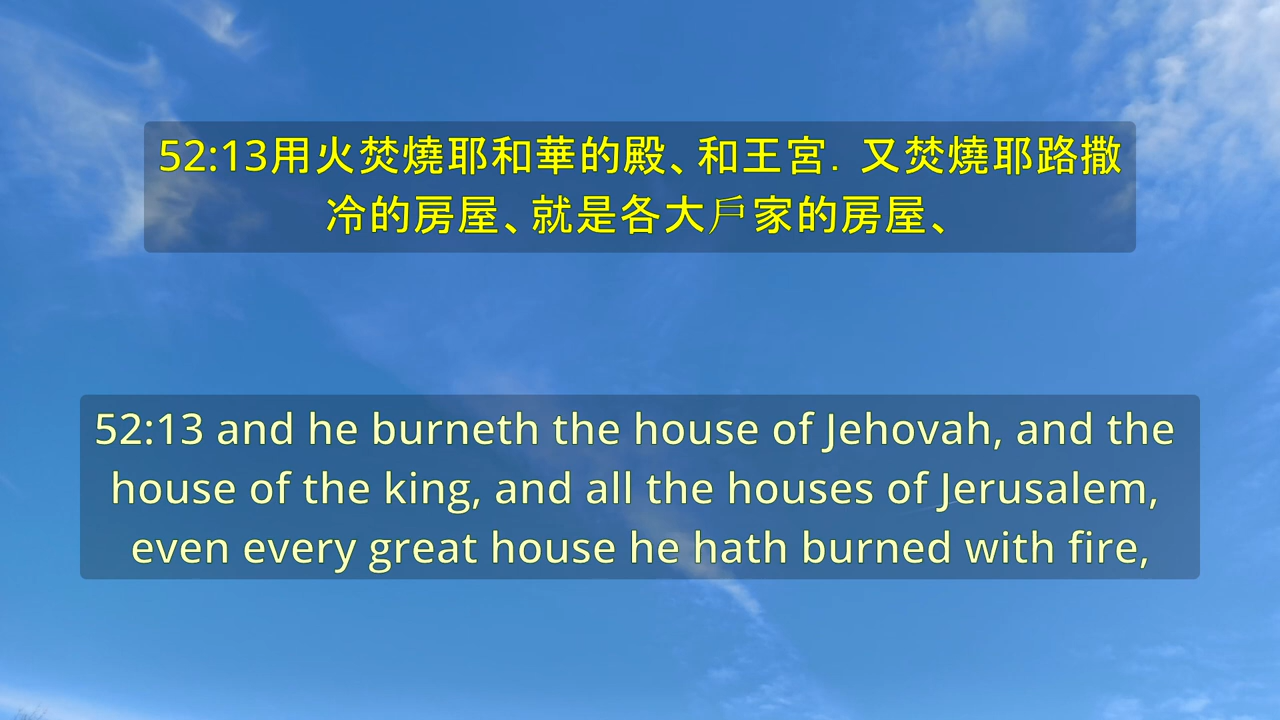 52:13用火焚燒耶和華的殿、和王宮．又焚燒耶路撒
冷的房屋、就是各大戶家的房屋、
52:13 and he burneth the house of Jehovah, and the
house of the king, and all the houses of Jerusalem,
even every great house he hath burned with fire,